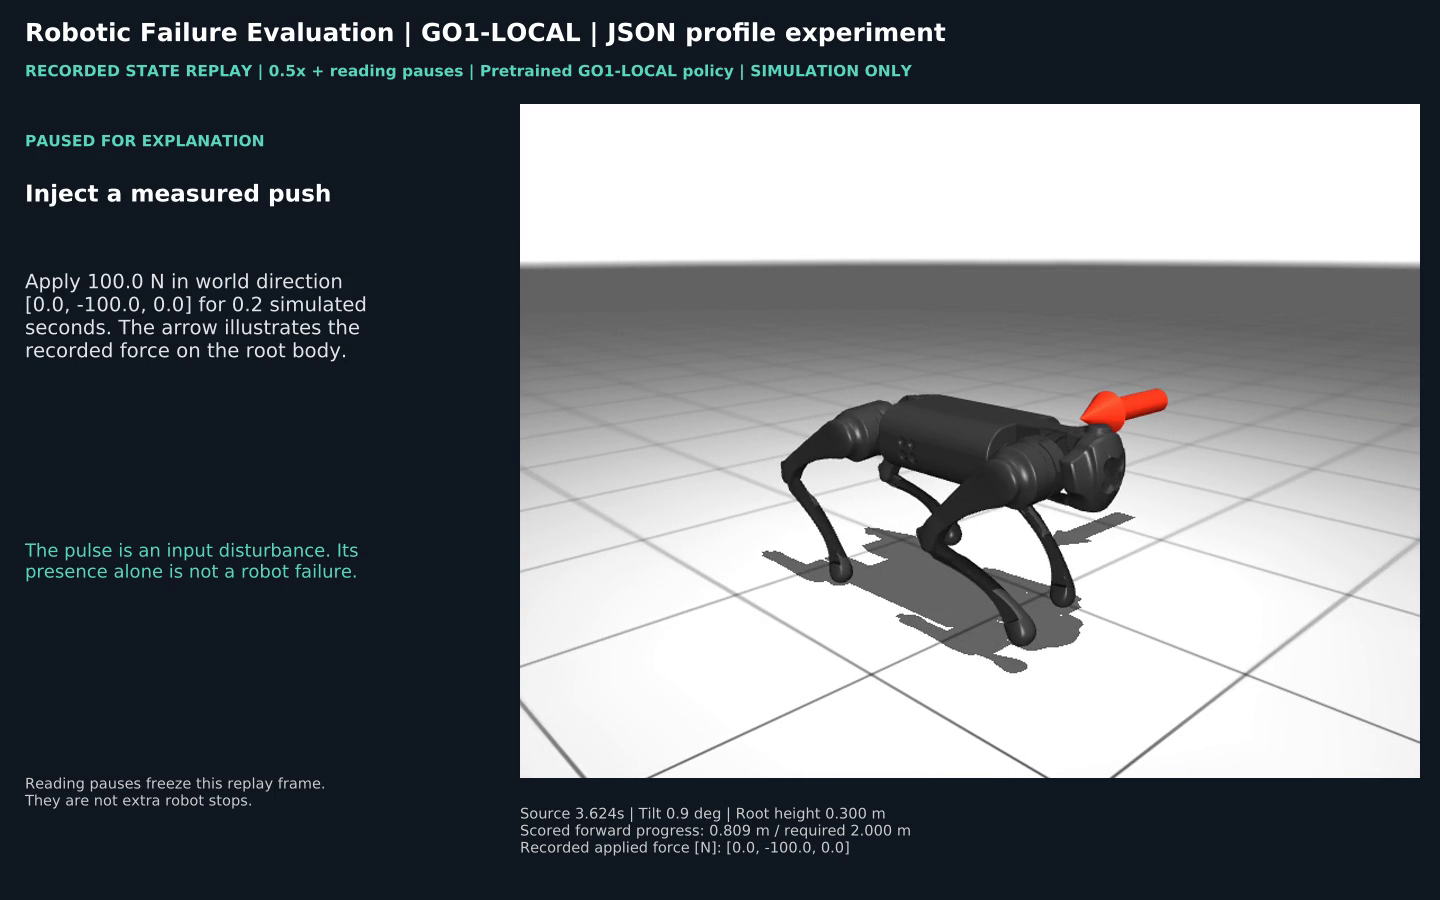 Robotic Failure Evaluation | GO1-LOCAL | JSON profile experiment
RECORDED STATE REPLAY | 0.5x + reading pauses | Pretrained GO1-LOCAL policy | SIMULATION ONLY
PAUSED FOR EXPLANATION
Inject a measured push
Apply 100.0 N in world direction
[0.0, -100.0, 0.0] for 0.2 simulated
seconds. The arrow illustrates the
recorded force on the root body.
The pulse is an input disturbance. Its
presence alone is not a robot failure.
Reading pauses freeze this replay frame.
They are not extra robot stops.
Source 3.624s | Tilt 0.9 deg | Root height 0.300 m
Scored forward progress: 0.809 m / required 2.000 m
Recorded applied force [N]: [0.0, -100.0, 0.0]